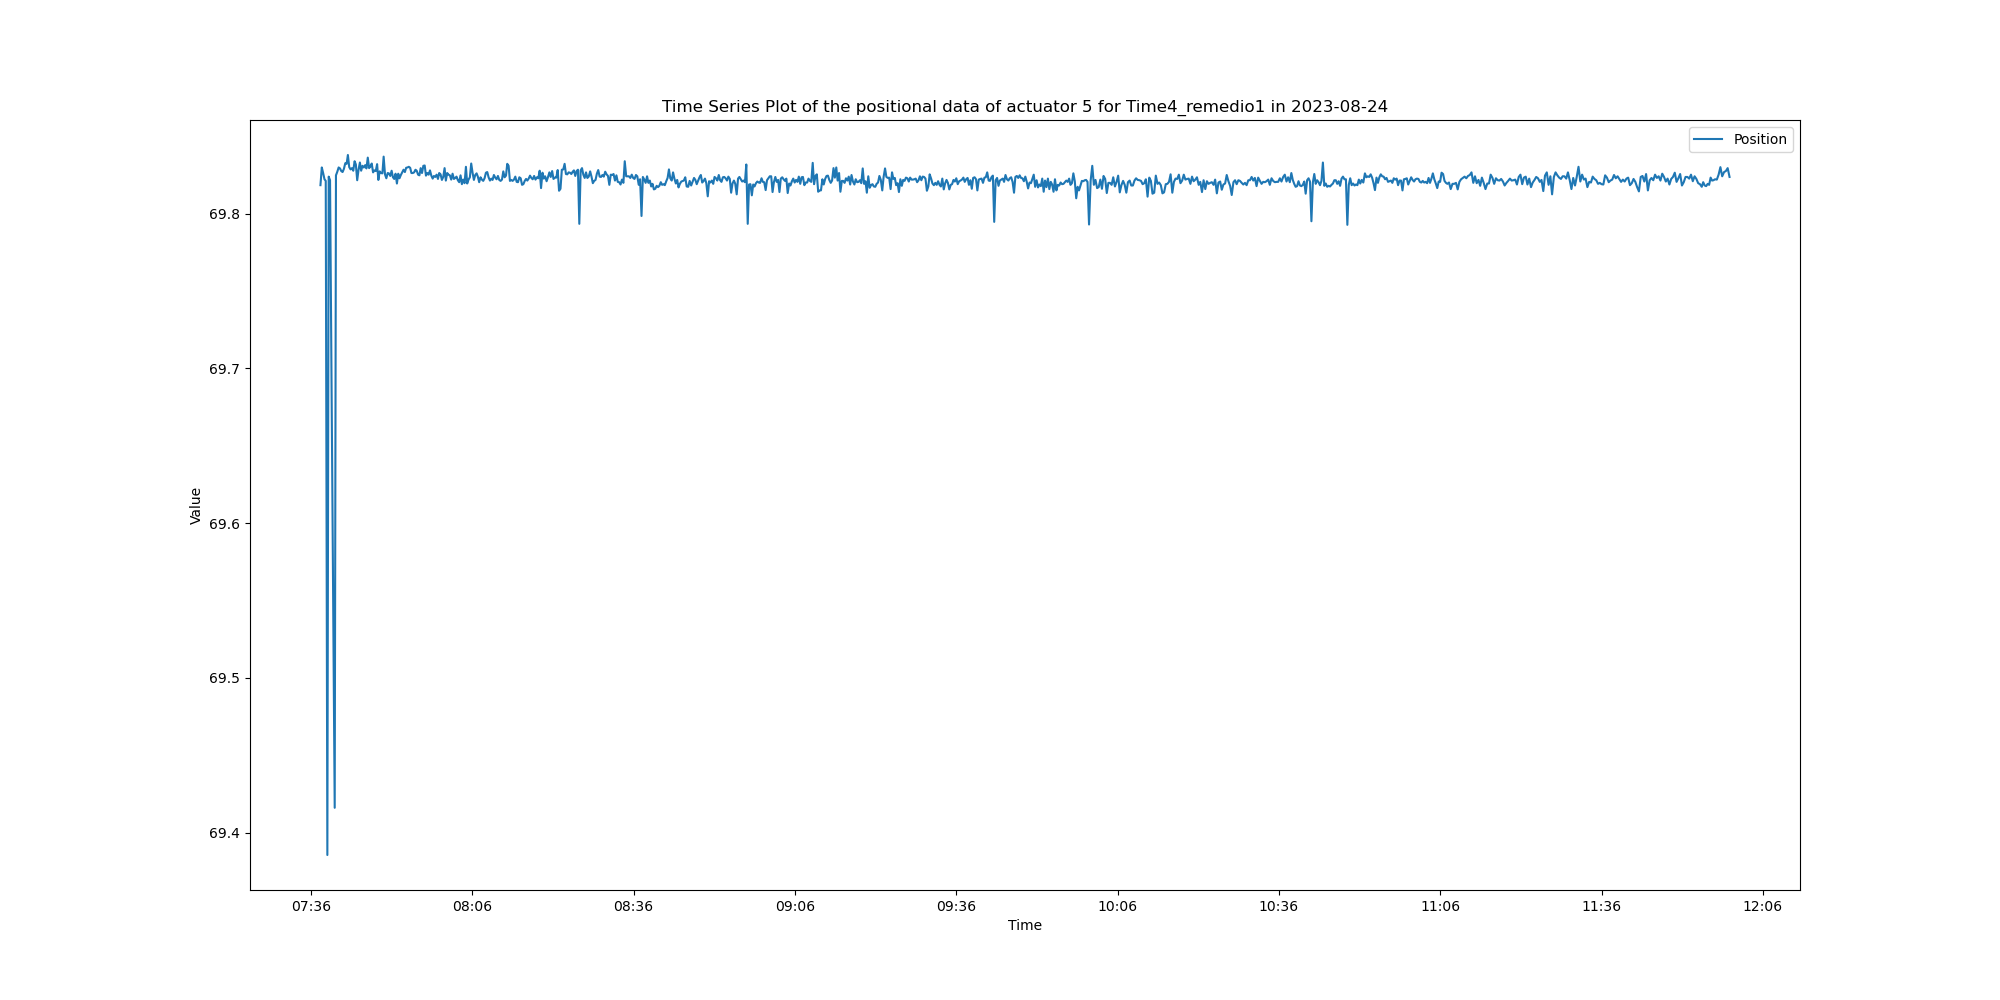 Time Series Plot of the positional data of actuator 5 for Time4_remedio1 in 2023-08-24
Position
Value
69.8
69.7
69.6
69.5
69.4
07:36 08:06 08:36 09:06 09:36 10:06 10:36 11:06 11:36 12:06
Time